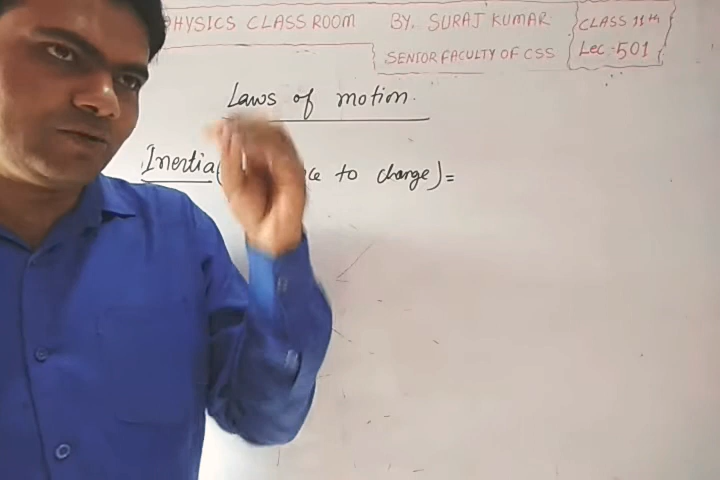 PHYSICS CLASS ROOM BY. SURAJ KUMAR
SENIOR FACULTY OF CSS
CLASS 11th
Lec-501
Laws of motion.
Inertia( to change) =